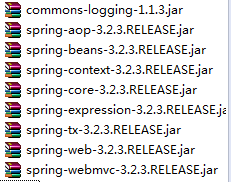 commons-logging-1.1.3.jar
spring-aop-3.2.3.RELEASE.jar
spring-beans-3.2.3.RELEASE.jar
spring-context-3.2.3.RELEASE.jar
spring-core-3.2.3.RELEASE.jar
spring-expression-3.2.3.RELEASE.ja
spring-tx-3.2.3.RELEASE.jar
spring-web-3.2.3.RELEASE.jar
spring-webmvc-3.2.3.RELEASE.jar